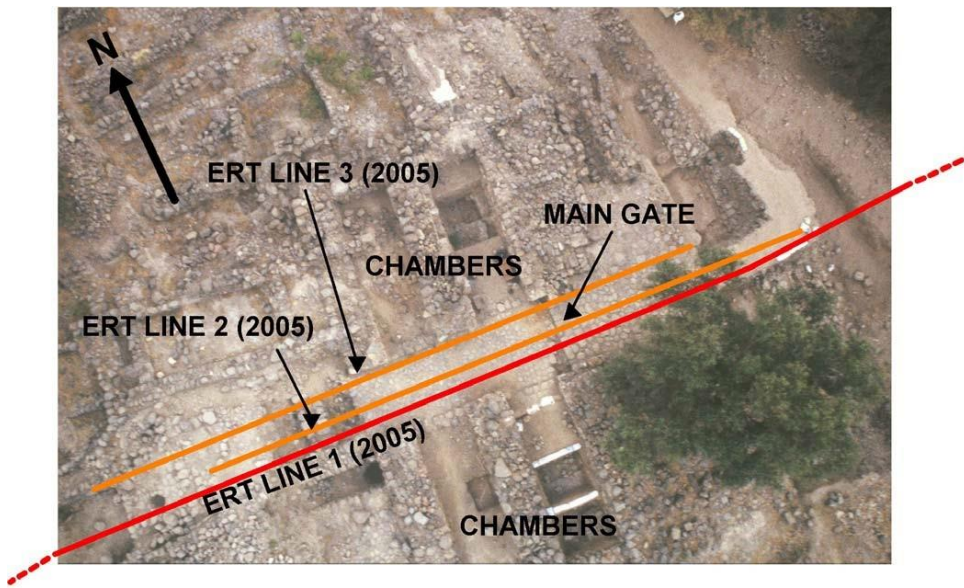 N
ERT LINE 3 (2005)
MAIN GATE
CHAMBERS
ERT LINE 2 (2005)
ERT LINE 1 (2005)
CHAMBERS